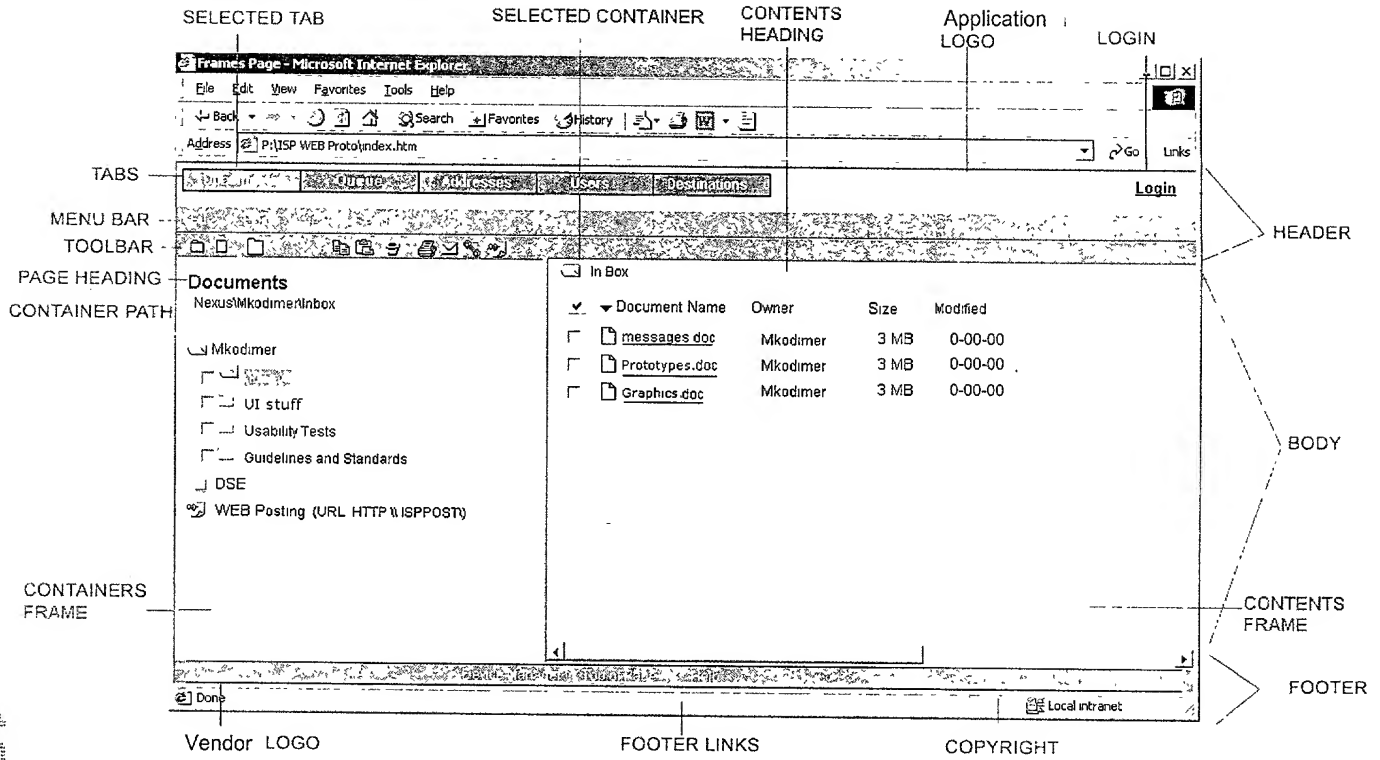 SELECTED TAB
SELECTED CONTAINER
CONTENTS HEADING
Application LOGO
LOGIN
Frames Page - Microsoft Internet Explorer
File Edit View Favorites Tools Help
Back Search Favorites History
Address P:\ISP WEB Proto\index.htm Go Links
TABS
Queue Addresses Users Destinations
Login
MENU BAR
TOOLBAR
HEADER
PAGE HEADING
Documents
In Box
CONTAINER PATH
Nexus\Mkodimer\Inbox
Document Name Owner Size Modified
messages doc Mkodimer 3 MB 0-00-00
Prototypes.doc Mkodimer 3 MB 0-00-00
Graphics.doc Mkodimer 3 MB 0-00-00
Mkodimer
UI stuff
Usability Tests
Guidelines and Standards
DSE
WEB Posting (URL HTTP \\ ISPPOST\)
BODY
CONTAINERS FRAME
CONTENTS FRAME
FOOTER
Done
Local intranet
Vendor LOGO
FOOTER LINKS
COPYRIGHT